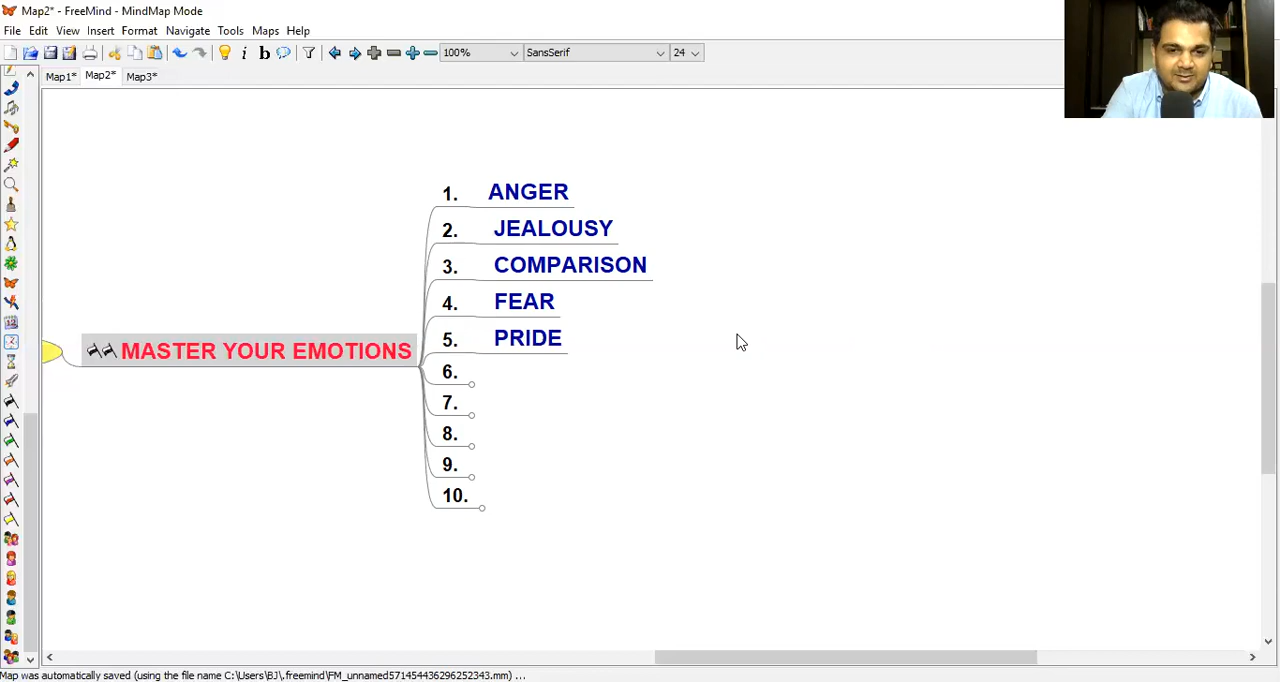 Map2* - FreeMind - MindMap Mode
File Edit View Insert Format Navigate Tools Maps Help
i b 100% SansSerif 24
Map1* Map2* Map3*
1. ANGER
2. JEALOUSY
3. COMPARISON
4. FEAR
MASTER YOUR EMOTIONS
5. PRIDE
6.
7.
8.
9.
10.
Map was automatically saved (using the file name C:\Users\BJ\.freemind\FM_unnamed571454436296252343.mm) ...